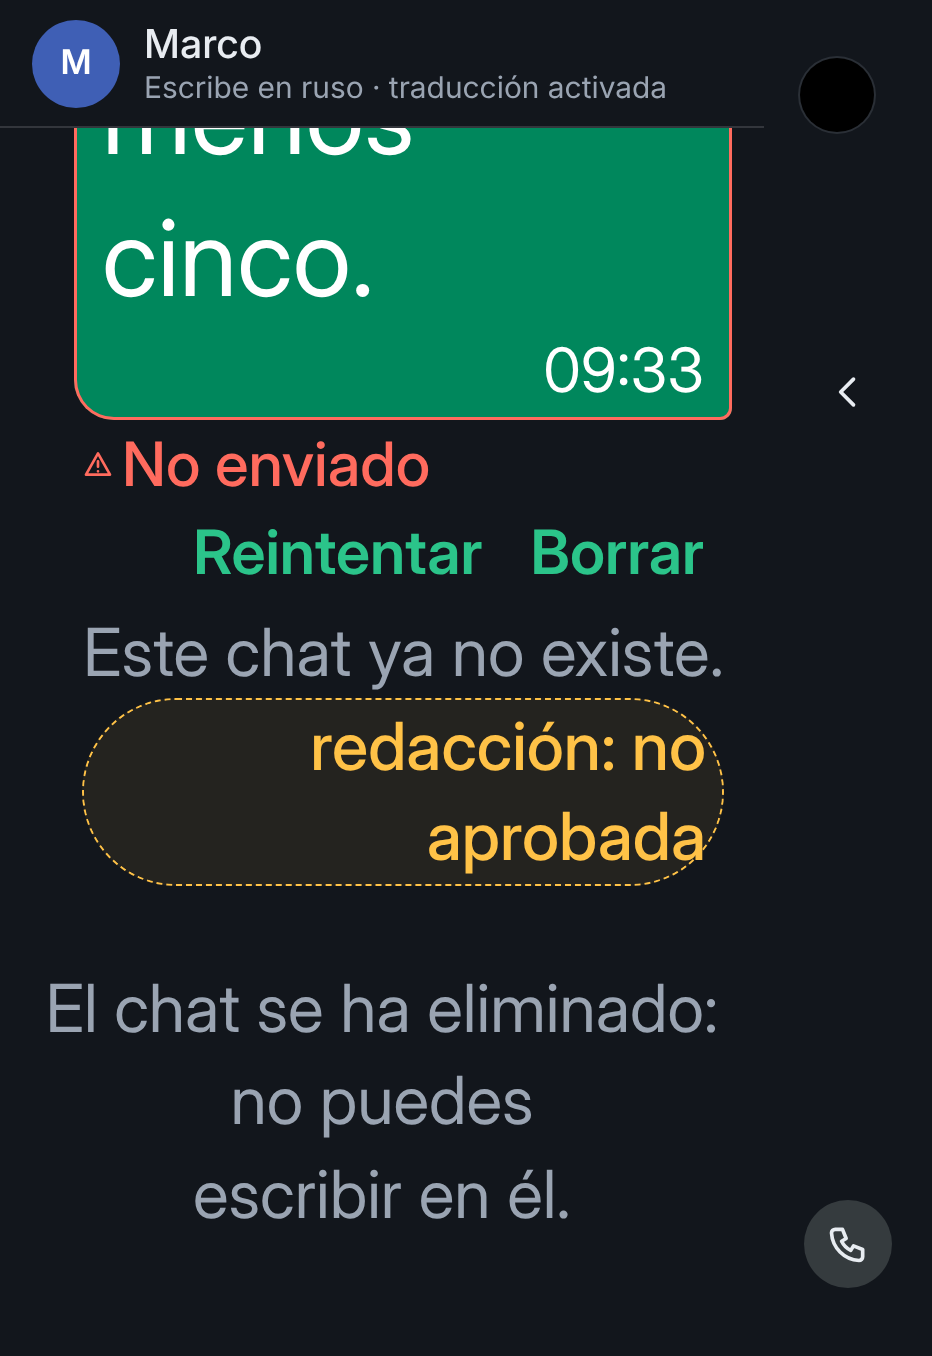 M
Marco
Escribe en ruso · traducción activada
menos
cinco.
09:33
No enviado
Reintentar Borrar
Este chat ya no existe.
redacción: no
aprobada
El chat se ha eliminado:
no puedes
escribir en él.